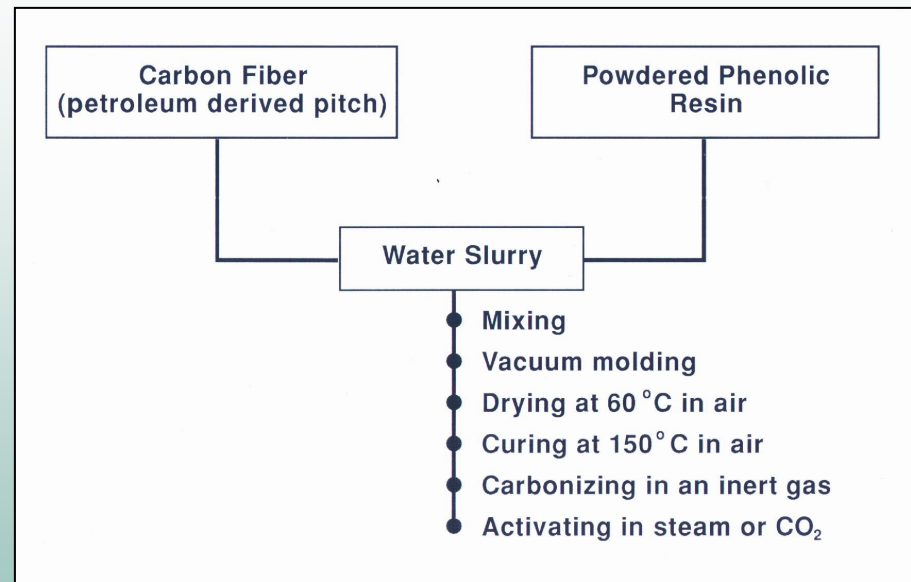 Carbon Fiber
(petroleum derived pitch)
Powdered Phenolic
Resin
Water Slurry
Mixing
Vacuum molding
Drying at 60 °C in air
Curing at 150°C in air
Carbonizing in an inert gas
Activating in steam or CO₂